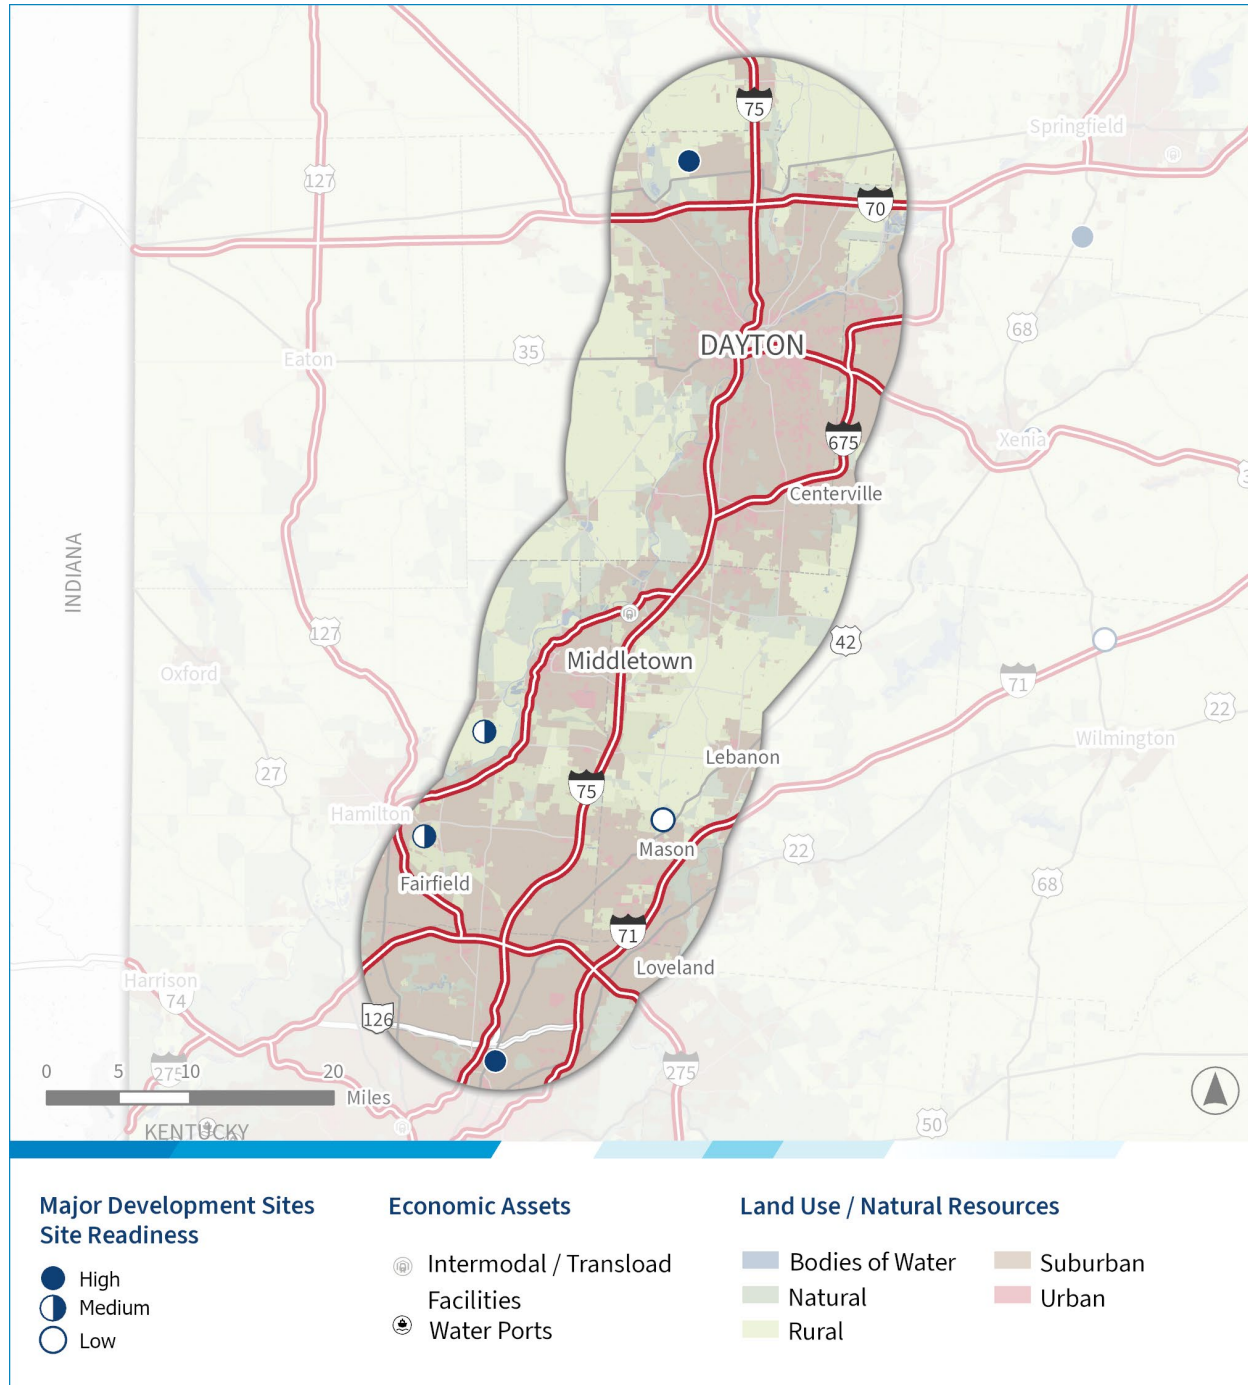 75
Springfield
127
70
68
DAYTON
35
Eaton
675
Xenia
3
Centerville
INDIANA
127
42
Middletown
Oxford
71
22
Wilmington
Lebanon
27
75
Hamilton
Mason
22
Fairfield
68
71
Loveland
Harrison
74
126
275
275
0 5 10 20
Miles
50
KENTUCKY
Major Development Sites
Site Readiness
High
Medium
Low
Economic Assets
Intermodal / Transload
Facilities
Water Ports
Land Use / Natural Resources
Bodies of Water
Natural
Rural
Suburban
Urban